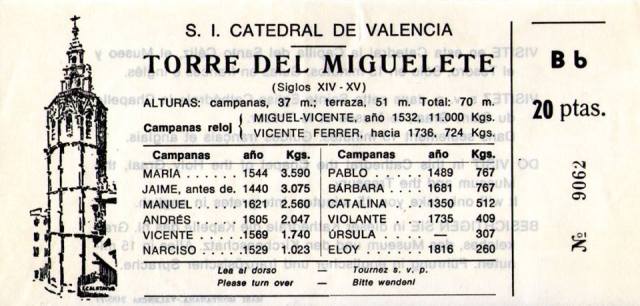 S. I. CATEDRAL DE VALENCIA
TORRE DEL MIGUELETE
(Siglos XIV - XV)
ALTURAS: campanas, 37 m.; terraza, 51 m. Total: 70 m.
Campanas reloj { MIGUEL-VICENTE, año 1532, 11.000 Kgs.
VICENTE FERRER, hacia 1736, 724 Kgs.
Campanas año Kgs.
MARIA — 1544 3.590
JAIME, antes de. 1440 3.075
MANUEL — 1621 2.560
ANDRÉS — 1605 2.047
VICENTE — 1569 1.749
NARCISO — 1529 1.023
Campanas año Kgs.
PABLO — 1489 767
BÁRBARA — 1681 767
CATALINA — 1350 512
VIOLANTE — 1735 409
ÚRSULA — — 307
ELOY — 1816 260
Lea al dorso — Tournez s. v. p.
Please turn over — Bitte wenden!
B b
20 ptas.
Nº 9062